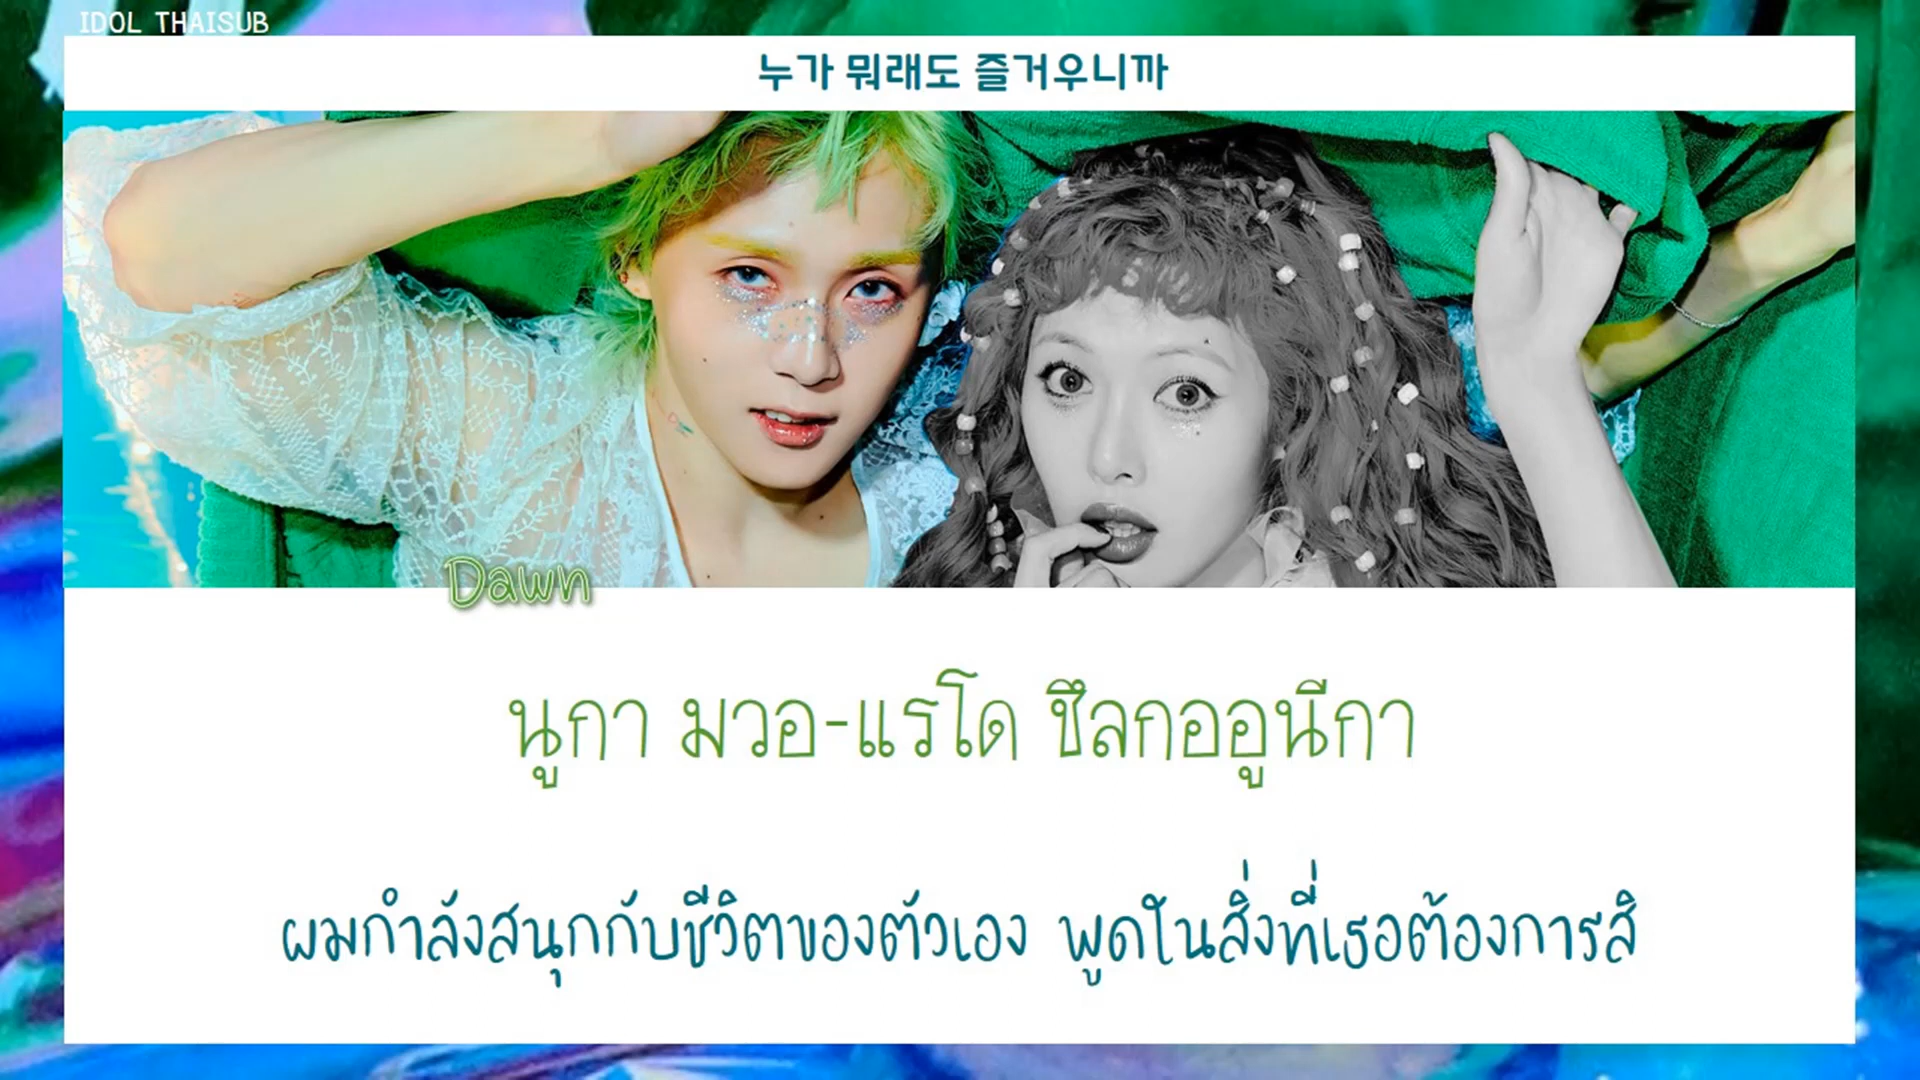 IDOL THAISUB
누가 뭐래도 즐거우니까
Dawn
นูกา มวอ-แรโด ชึลกออูนีกา
ผมกำลังสนุกกับชีวิตของตัวเอง พูดในสิ่งที่เธอต้องการสิ